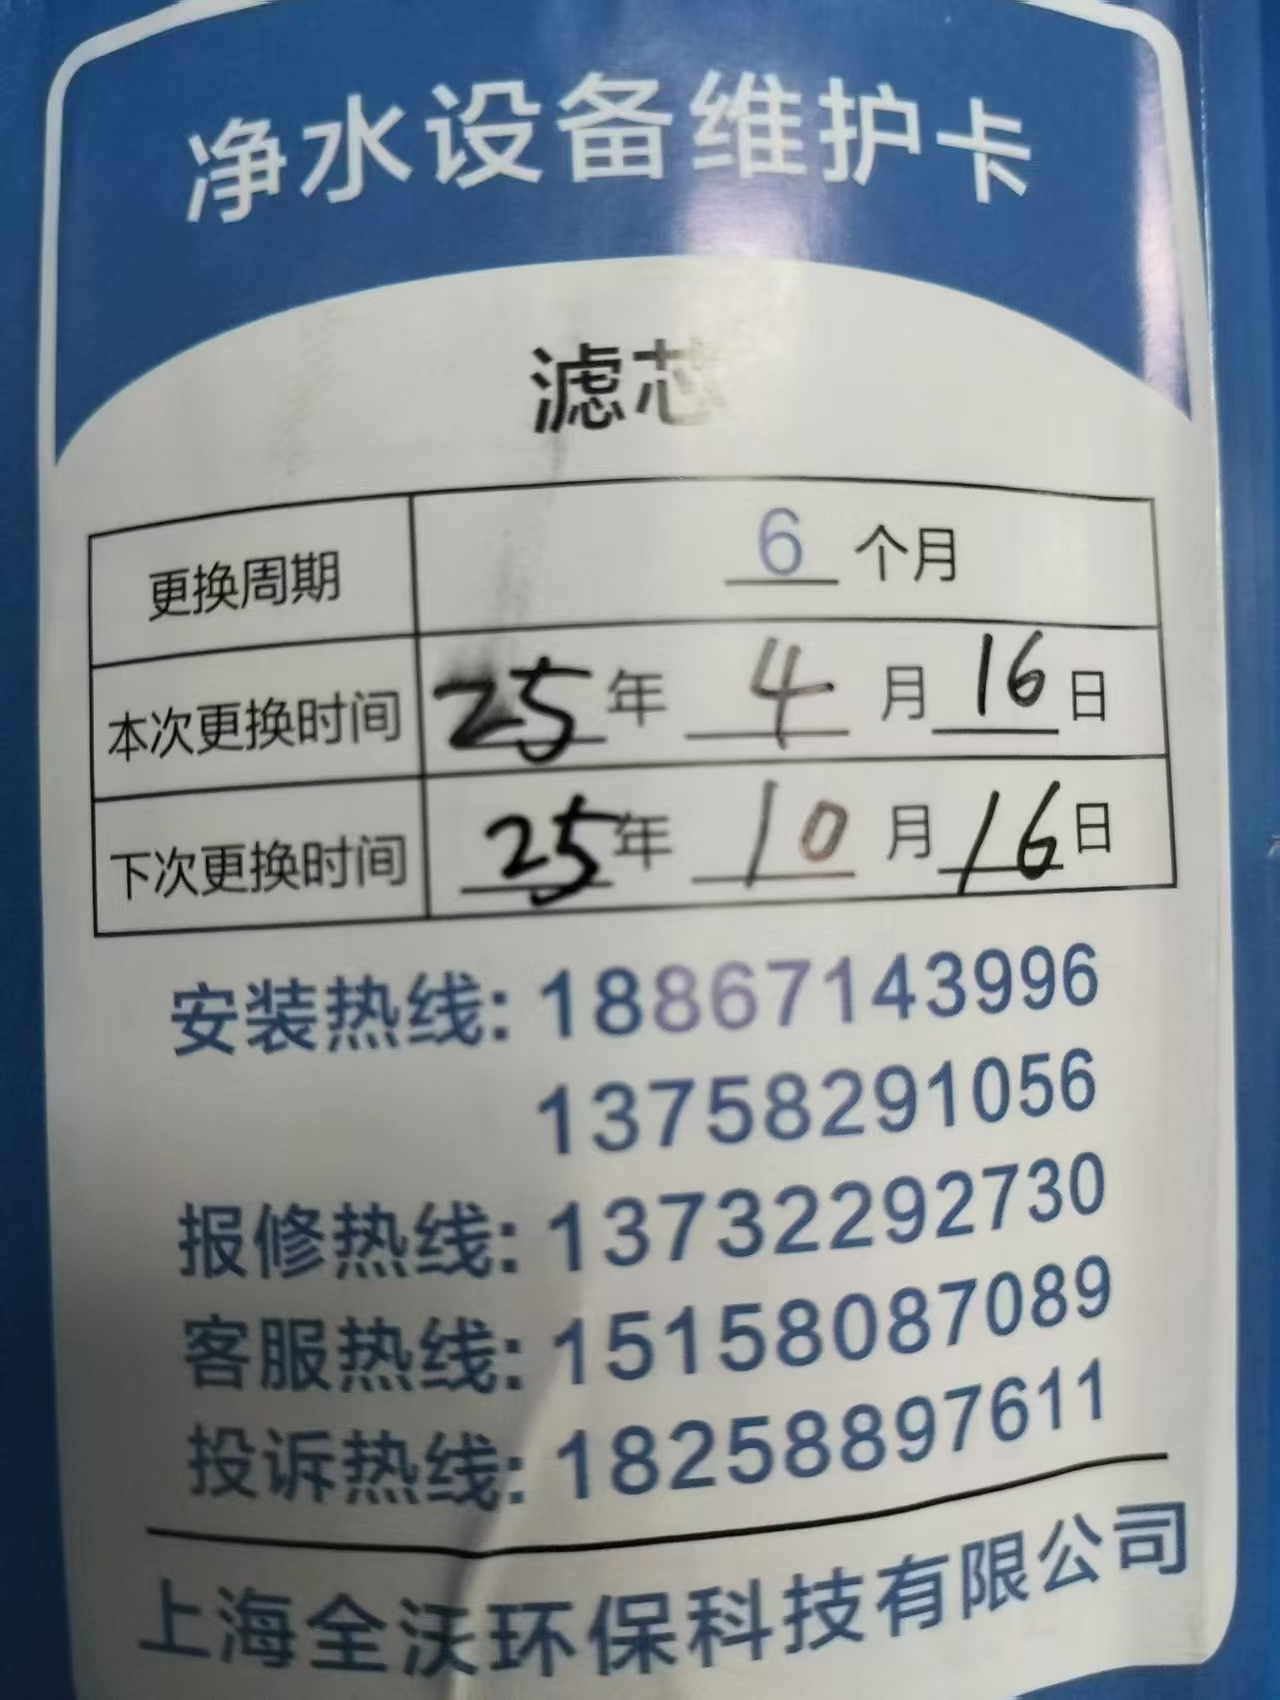 净水设备维护卡
滤芯
更换周期 6 个月
本次更换时间 25 年 4 月 16 日
下次更换时间 25 年 10 月 16 日
安装热线: 18867143996
13758291056
报修热线: 13732292730
客服热线: 15158087089
投诉热线: 18258897611
上海全沃环保科技有限公司